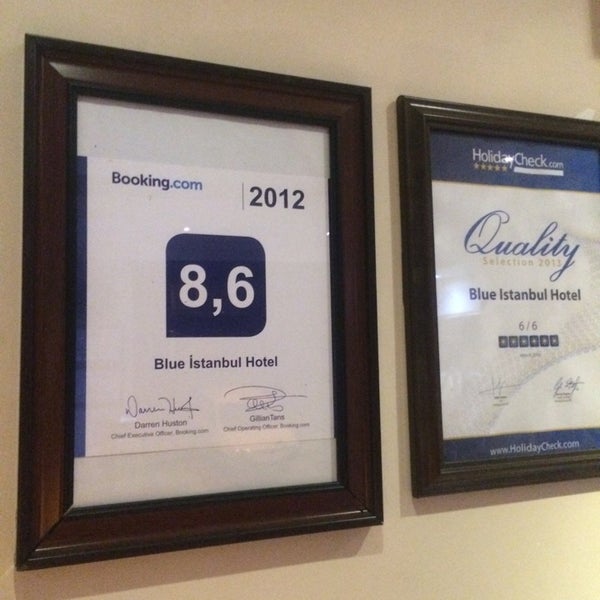 Booking.com
2012
8,6
Blue İstanbul Hotel
Darren Huston
Chief Executive Officer, Booking.com
GillianTans
Chief Operating Officer, Booking.com
HolidayCheck.com
Quality
Selection 2013
Blue Istanbul Hotel
6/6
www.HolidayCheck.com